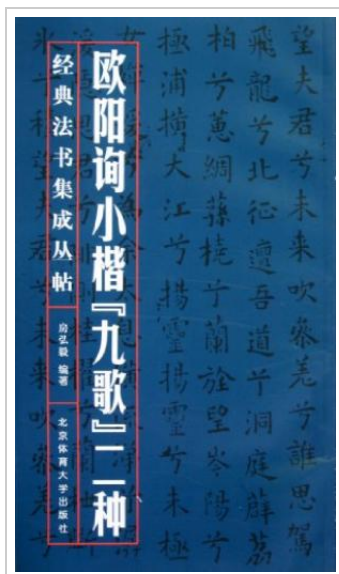 欧阳询小楷『九歌』二种
经典法书集成丛帖
房弘毅 编著
北京体育大学出版社
望夫君兮未来吹參差兮誰思駕
飛龍兮北征邅吾道兮洞庭薜荔
柏兮蕙綢蓀橈兮蘭旌望岑陽兮
極浦横大江兮揚靈揚靈兮未極